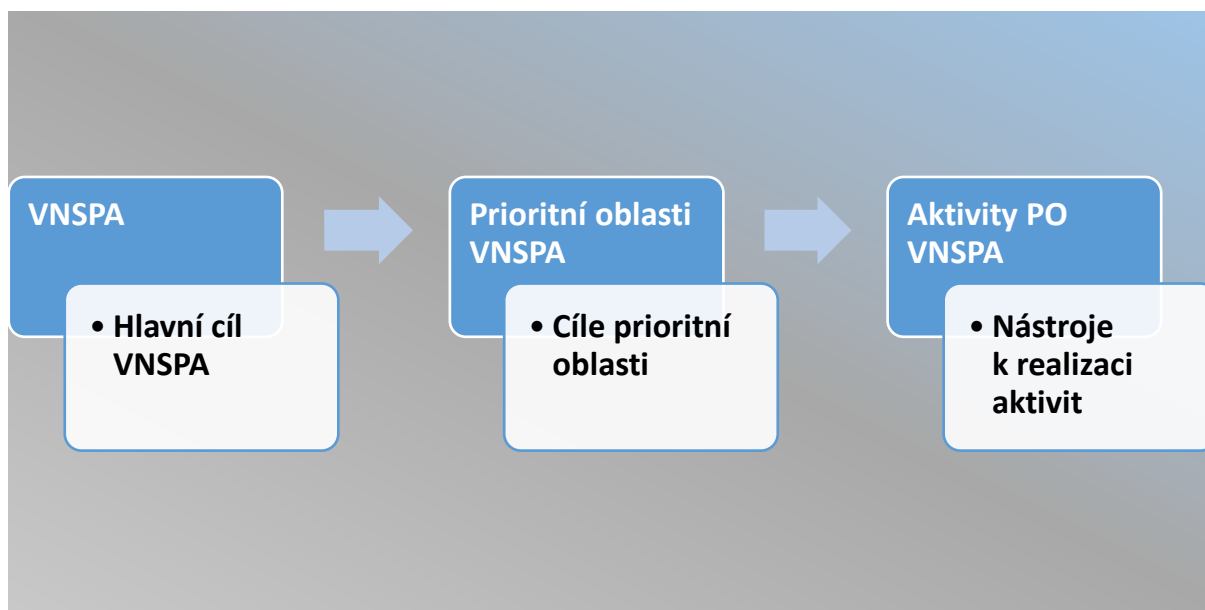 VNSPA
• Hlavní cíl
VNSPA
Prioritní oblasti
VNSPA
• Cíle prioritní
oblasti
Aktivity PO
VNSPA
• Nástroje
k realizaci
aktivit